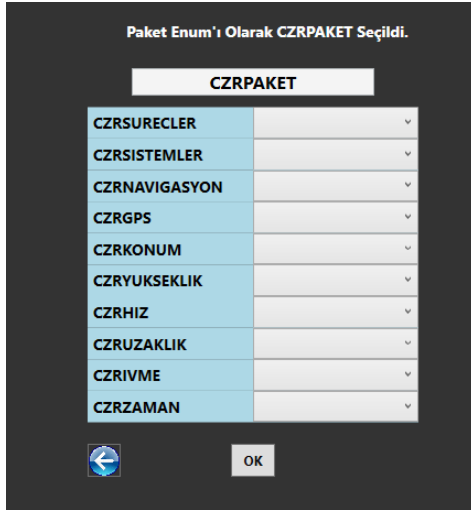 Paket Enum'ı Olarak CZRPAKET Seçildi.
CZRPAKET
CZRSURECLER
CZRSISTEMLER
CZRNAVIGASYON
CZRGPS
CZRKONUM
CZRYUKSEKLIK
CZRHIZ
CZRUZAKLIK
CZRIVME
CZRZAMAN
OK